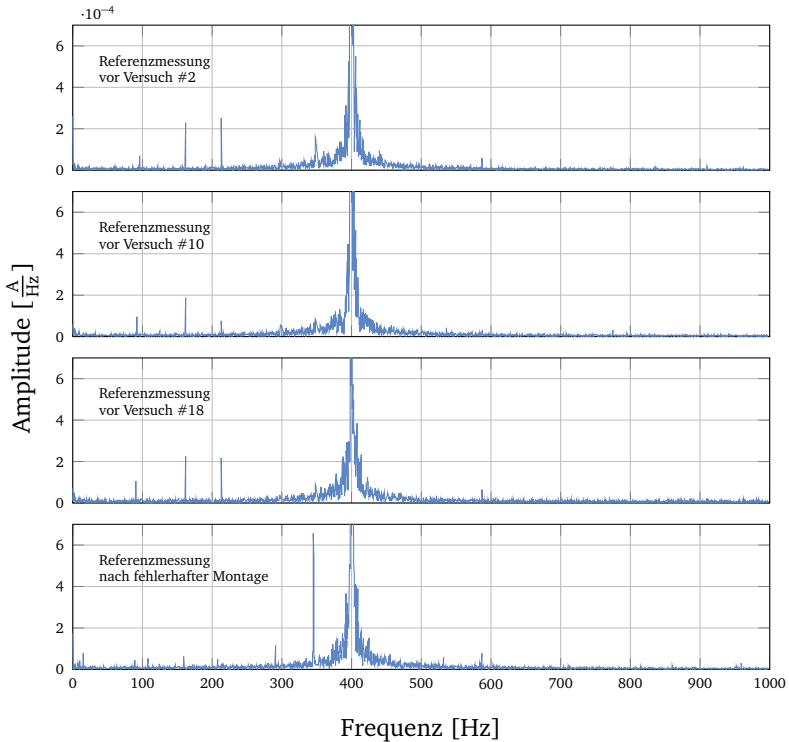 ·10⁻⁴
6
4
2
0
Referenzmessung
vor Versuch #2
6
4
2
0
Referenzmessung
vor Versuch #10
6
4
2
0
Referenzmessung
vor Versuch #18
6
4
2
0
Referenzmessung
nach fehlerhafter Montage
0 100 200 300 400 500 600 700 800 900 1000
Amplitude [A/Hz]
Frequenz [Hz]